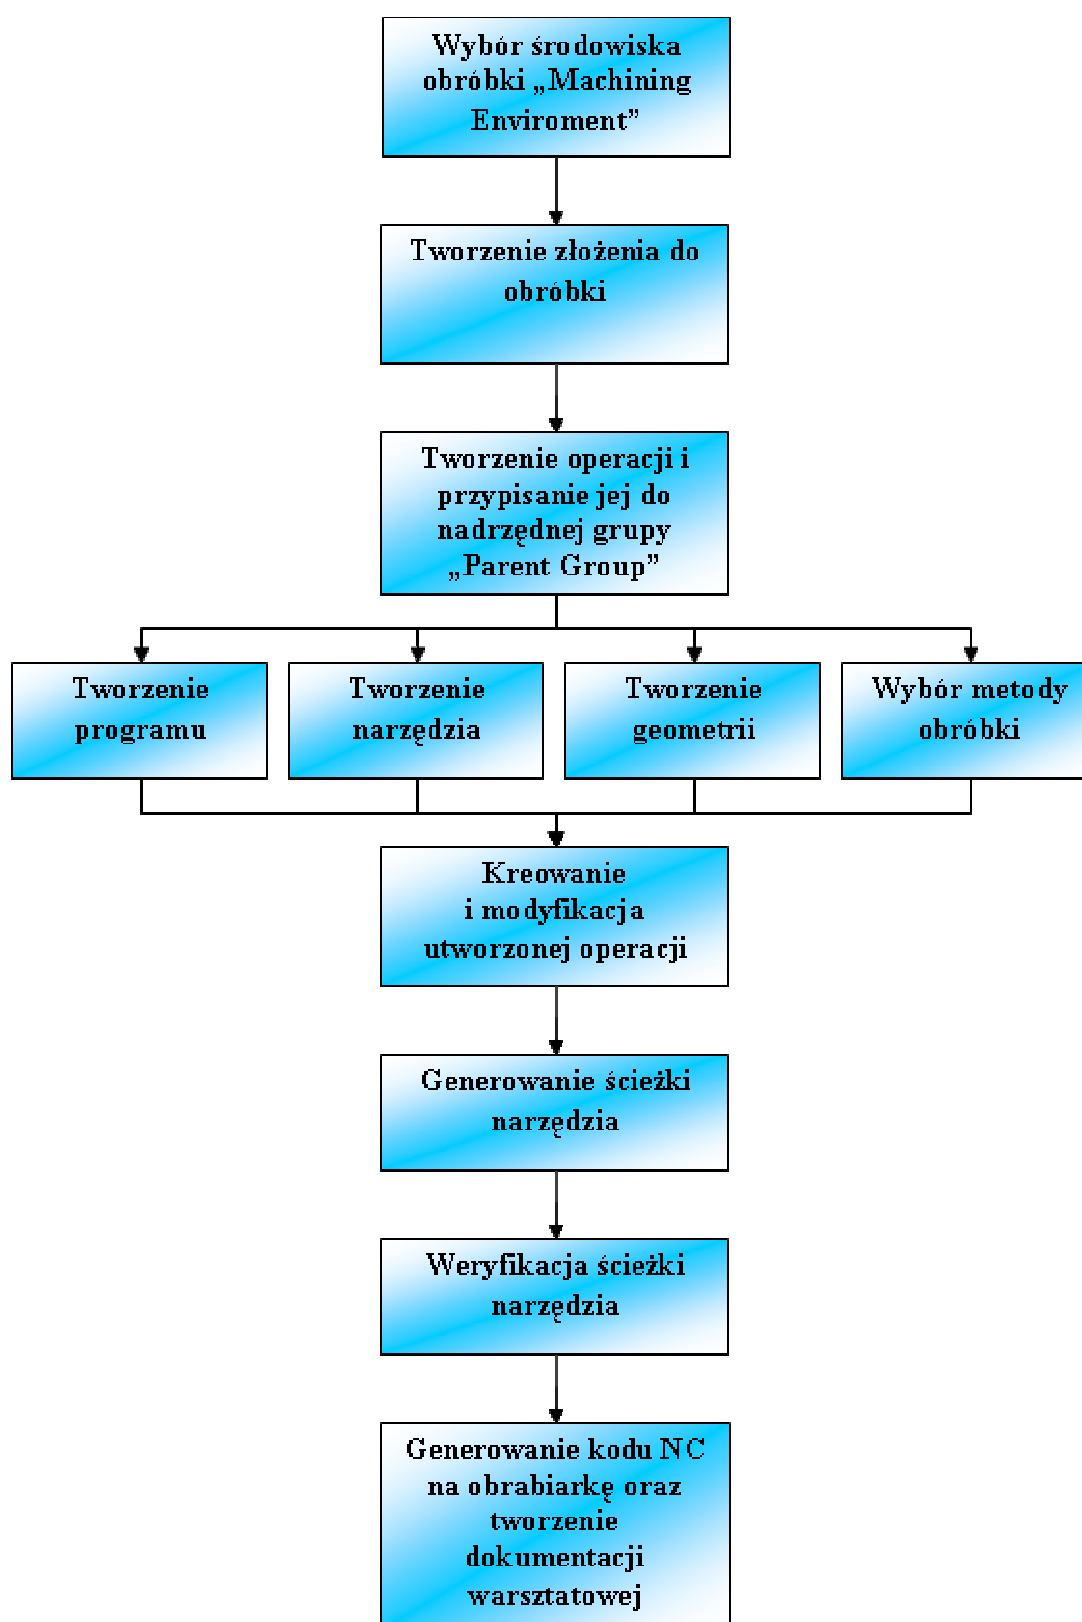 Wybór środowiska
obróbki „Machining
Enviroment”
Tworzenie złożenia do
obróbki
Tworzenie operacji i
przypisanie jej do
nadrzędnej grupy
„Parent Group”
Tworzenie
programu
Tworzenie
narzędzia
Tworzenie
geometrii
Wybór metody
obróbki
Kreowanie
i modyfikacja
utworzonej operacji
Generowanie ścieżki
narzędzia
Weryfikacja ścieżki
narzędzia
Generowanie kodu NC
na obrabiarkę oraz
tworzenie
dokumentacji
warsztatowej